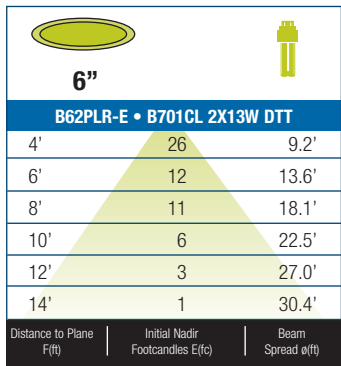 6”
B62PLR-E • B701CL 2X13W DTT
4’ 26 9.2’
6’ 12 13.6’
8’ 11 18.1’
10’ 6 22.5’
12’ 3 27.0’
14’ 1 30.4’
Distance to Plane Initial Nadir Beam
F(ft) Footcandles E(fc) Spread ø(ft)